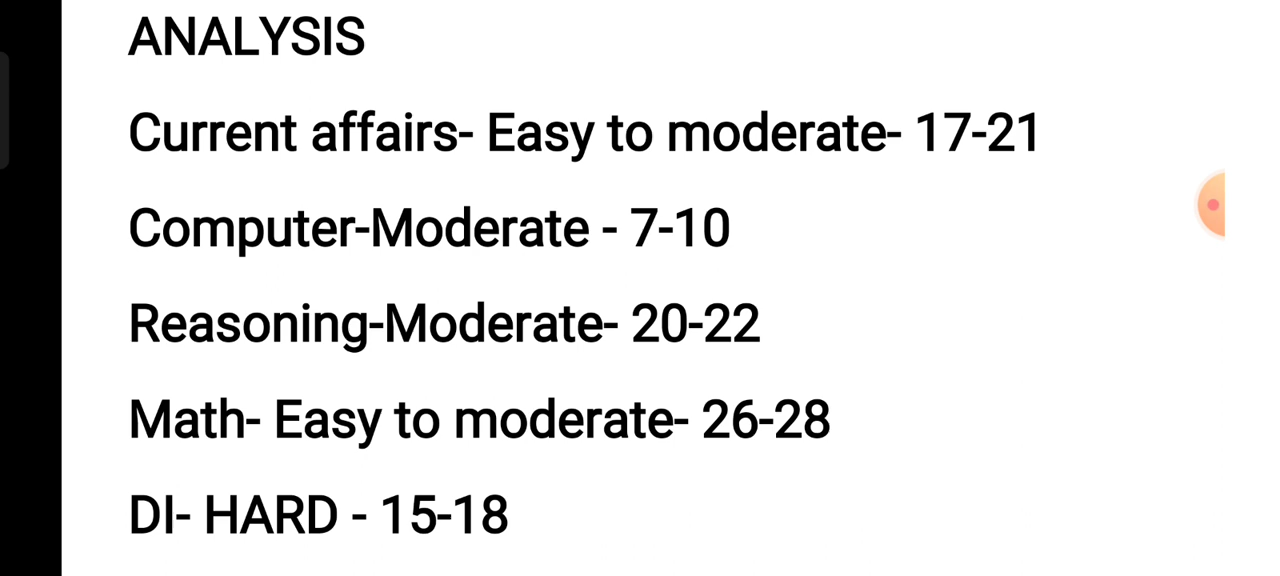 ANALYSIS
Current affairs- Easy to moderate- 17-21
Computer-Moderate - 7-10
Reasoning-Moderate- 20-22
Math- Easy to moderate- 26-28
DI- HARD - 15-18